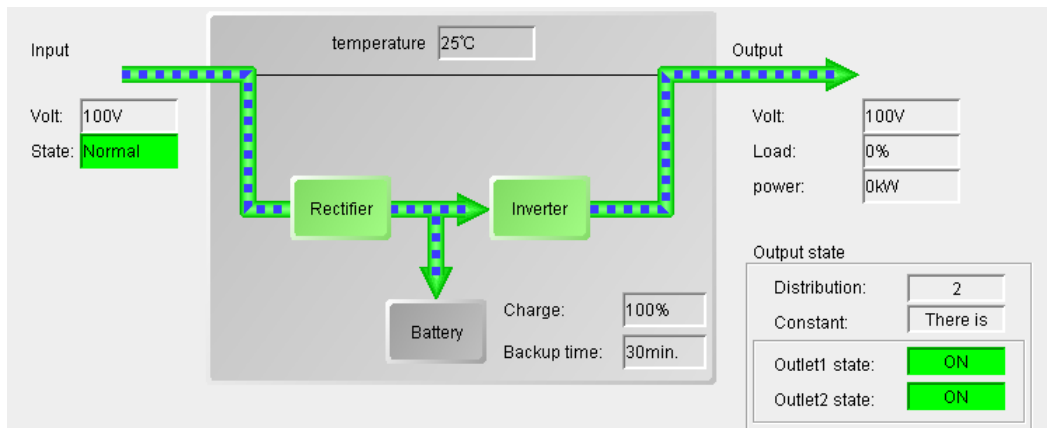 Input
temperature 25℃
Output
Volt: 100V
State: Normal
Volt: 100V
Load: 0%
power: 0kW
Rectifier
Inverter
Battery
Charge: 100%
Backup time: 30min.
Output state
Distribution: 2
Constant: There is
Outlet1 state: ON
Outlet2 state: ON